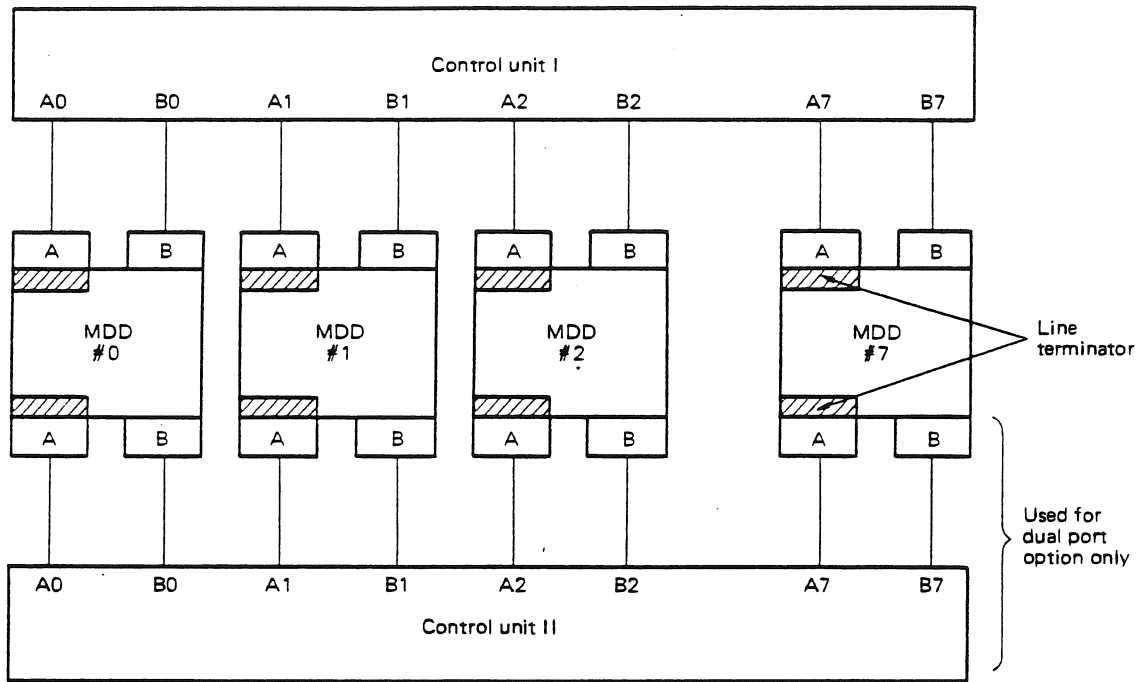 Control unit I
A0 B0 A1 B1 A2 B2 A7 B7
A B A B A B A B
MDD
#0
MDD
#1
MDD
#2
MDD
#7
Line
terminator
A B A B A B A B
Used for
dual port
option only
A0 B0 A1 B1 A2 B2 A7 B7
Control unit II